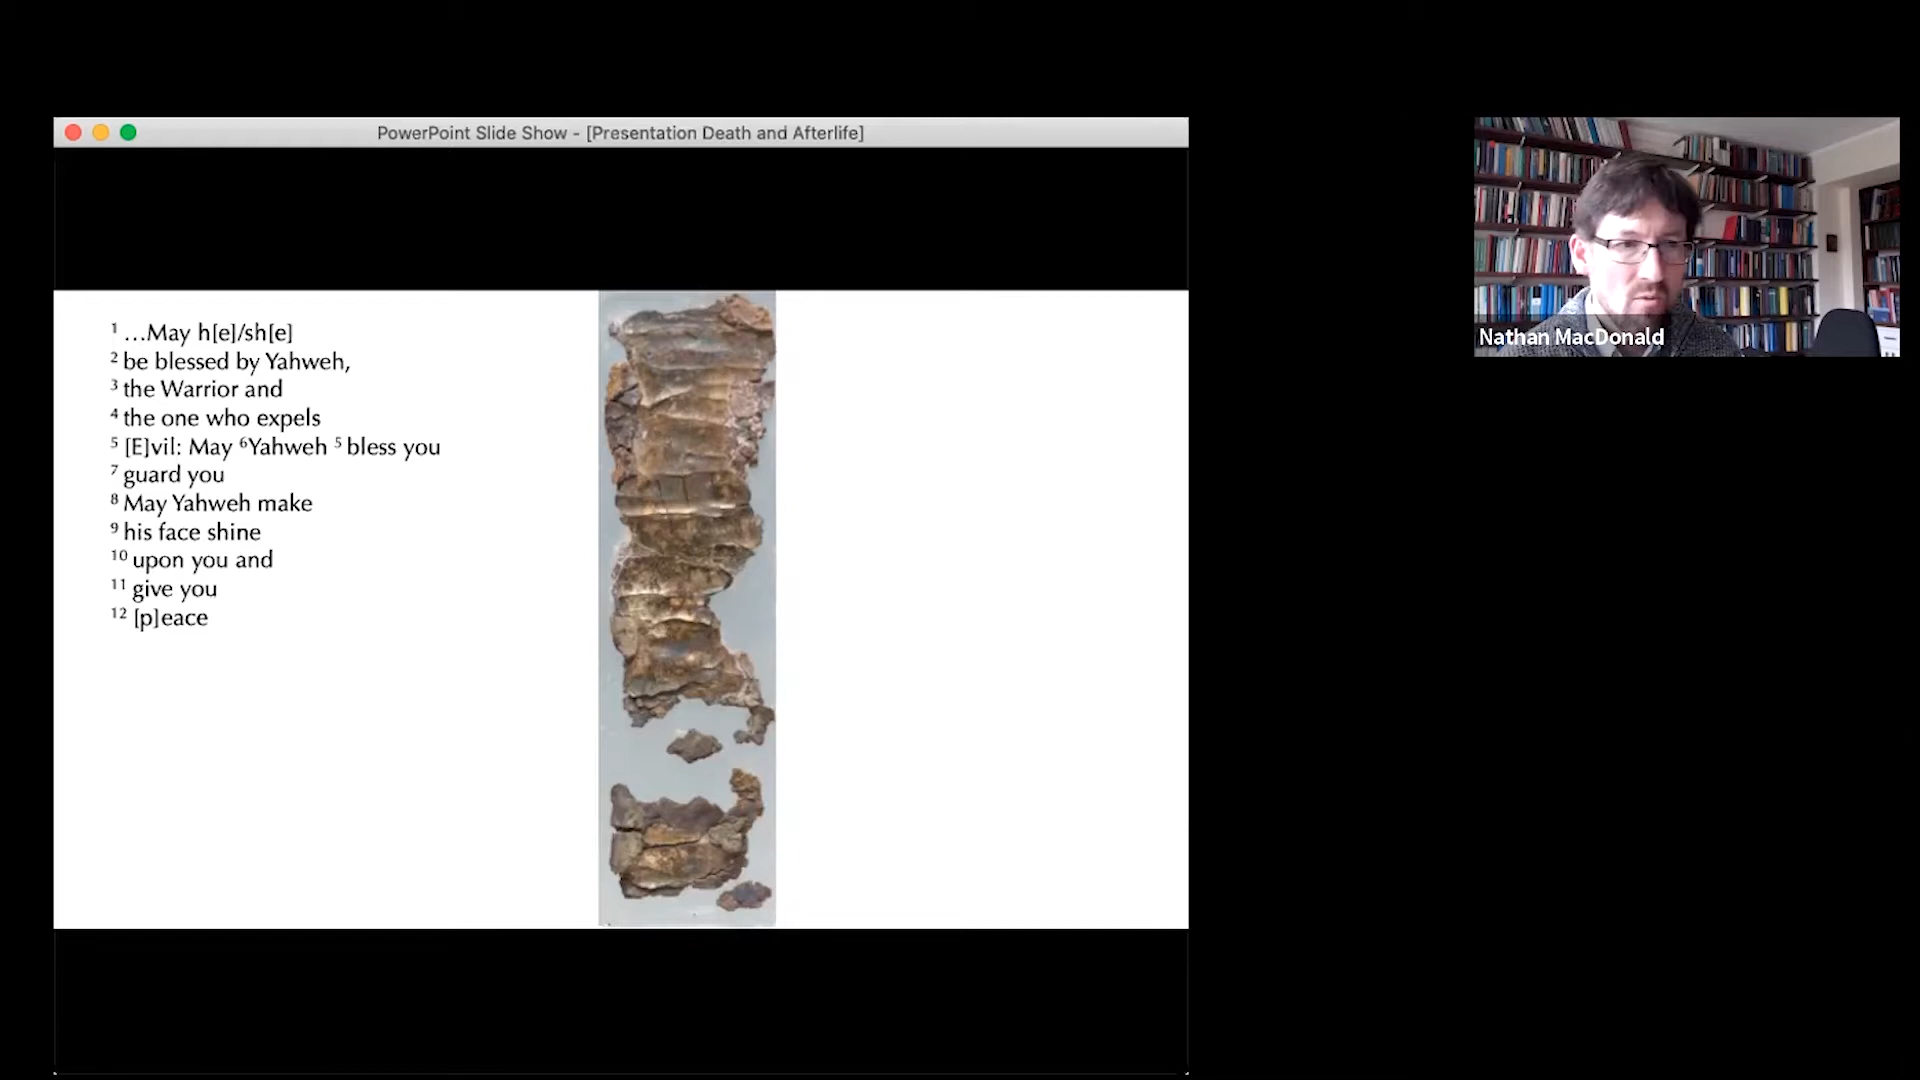 PowerPoint Slide Show - [Presentation Death and Afterlife]
1 ...May h[e]/sh[e]
2 be blessed by Yahweh,
3 the Warrior and
4 the one who expels
5 [E]vil: May 6Yahweh 5 bless you
7 guard you
8 May Yahweh make
9 his face shine
10 upon you and
11 give you
12 [p]eace
Nathan MacDonald